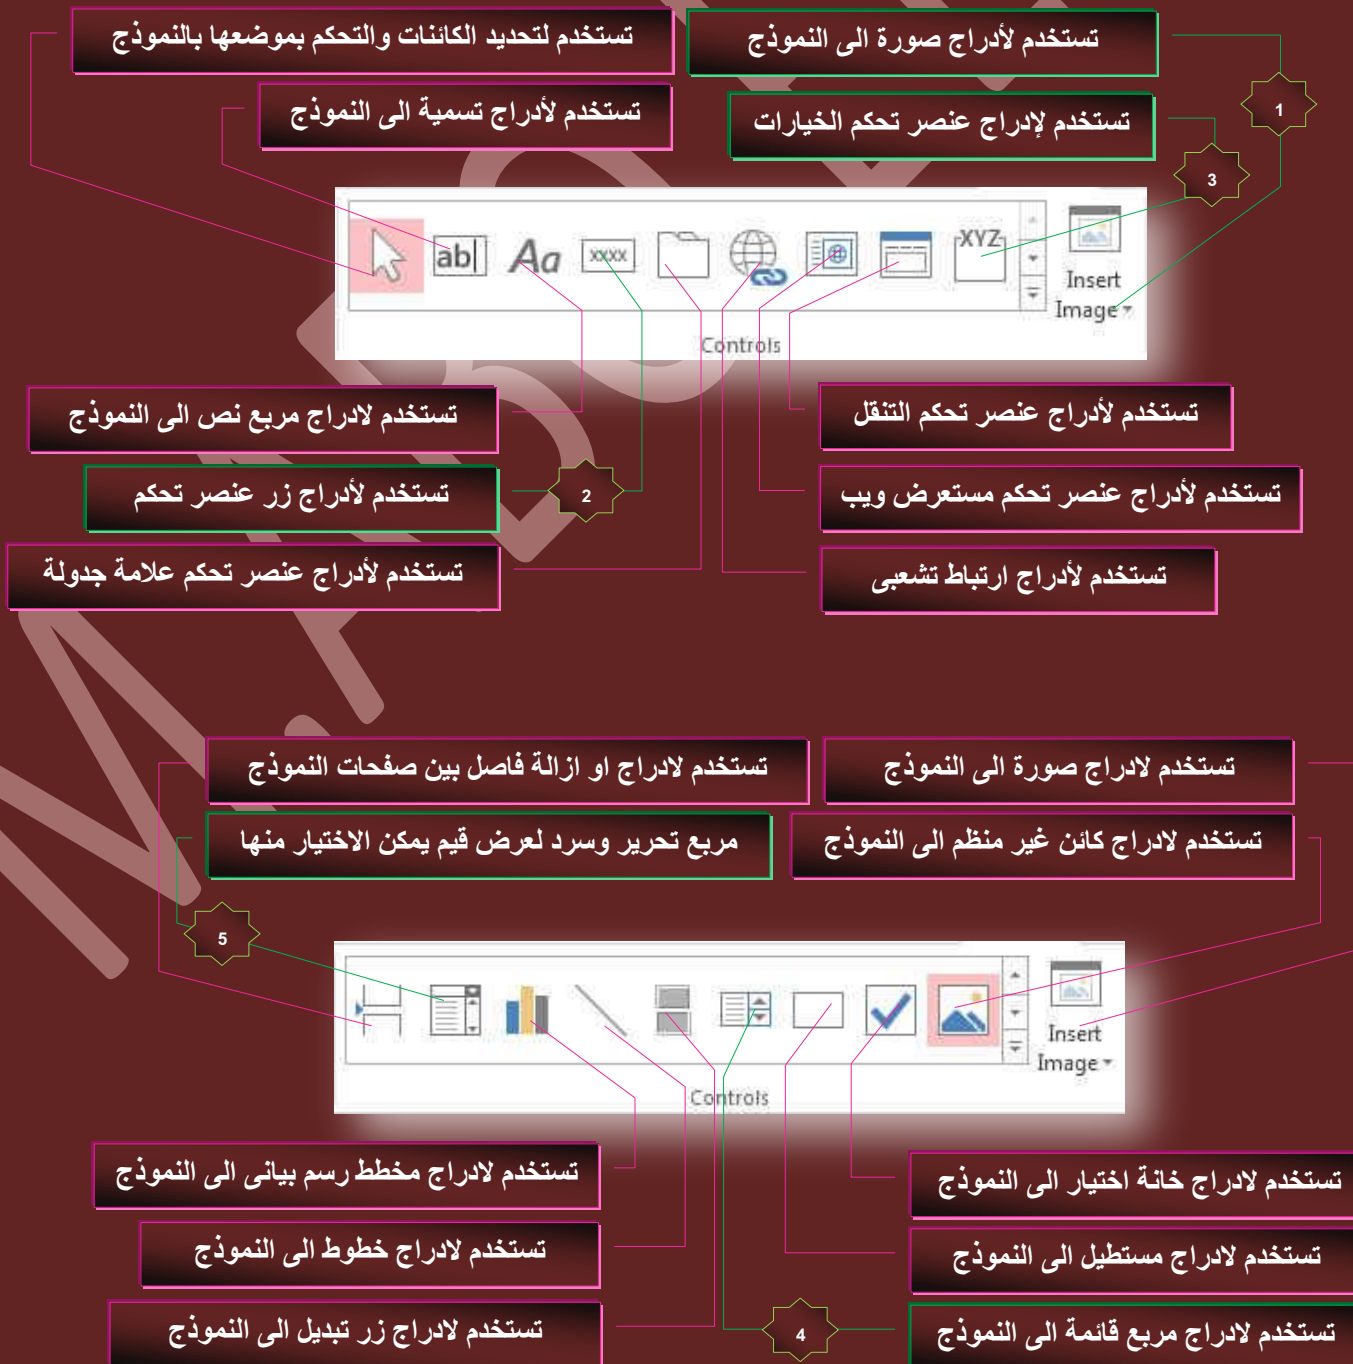 تستخدم لأدراج صورة الى النموذج
تستخدم لتحديد الكائنات والتحكم بموضعها بالنموذج
1
تستخدم لإدراج عنصر تحكم الخيارات
تستخدم لأدراج تسمية الى النموذج
3
ab Aa XXXX XYZ
Insert
Image
Controls
تستخدم لأدراج عنصر تحكم التنقل
تستخدم لادراج مربع نص الى النموذج
تستخدم لأدراج عنصر تحكم مستعرض ويب
2
تستخدم لأدراج زر عنصر تحكم
تستخدم لأدراج ارتباط تشعبى
تستخدم لأدراج عنصر تحكم علامة جدولة
تستخدم لادراج صورة الى النموذج
تستخدم لادراج او ازالة فاصل بين صفحات النموذج
تستخدم لادراج كائن غير منظم الى النموذج
مربع تحرير وسرد لعرض قيم يمكن الاختيار منها
5
Insert
Image
Controls
تستخدم لادراج خانة اختيار الى النموذج
تستخدم لادراج مخطط رسم بيانى الى النموذج
تستخدم لادراج مستطيل الى النموذج
تستخدم لادراج خطوط الى النموذج
تستخدم لادراج مربع قائمة الى النموذج
4
تستخدم لادراج زر تبديل الى النموذج